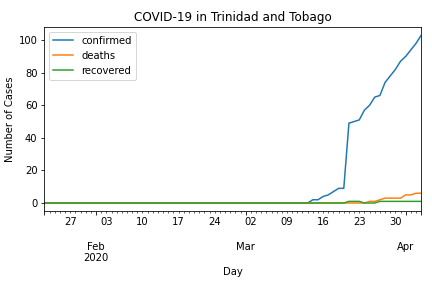 COVID-19 in Trinidad and Tobago
confirmed
deaths
recovered
Number of Cases
100
80
60
40
20
0
27 03 10 17 24 02 09 16 23 30
Feb Mar Apr
2020
Day